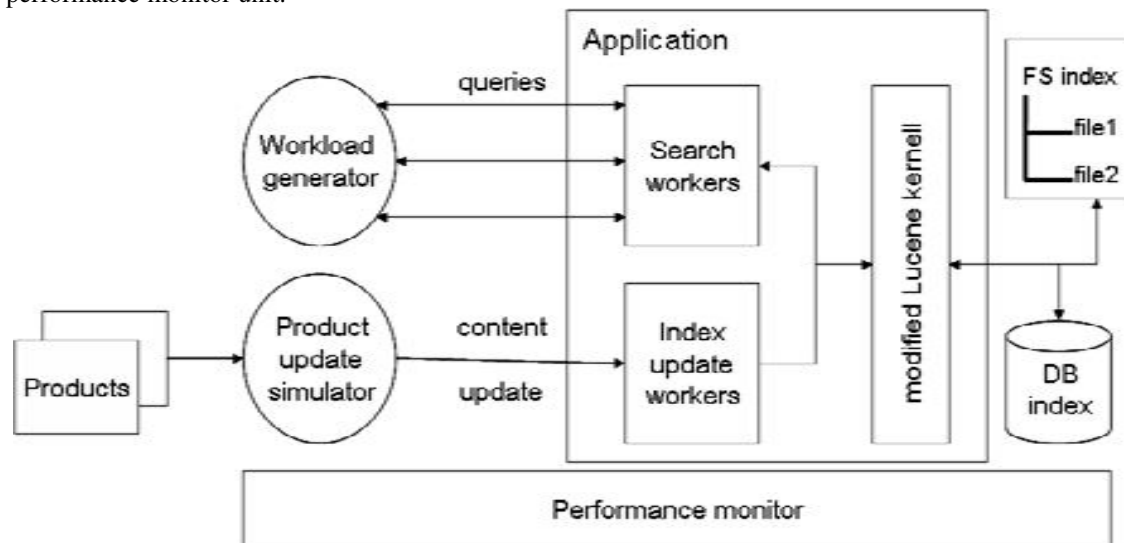 performance monitor unit.
Application
queries
Workload
generator
Search
workers
modified Lucene kernell
FS index
file1
file2
Products
Product
update
simulator
content
update
Index
update
workers
DB
index
Performance monitor